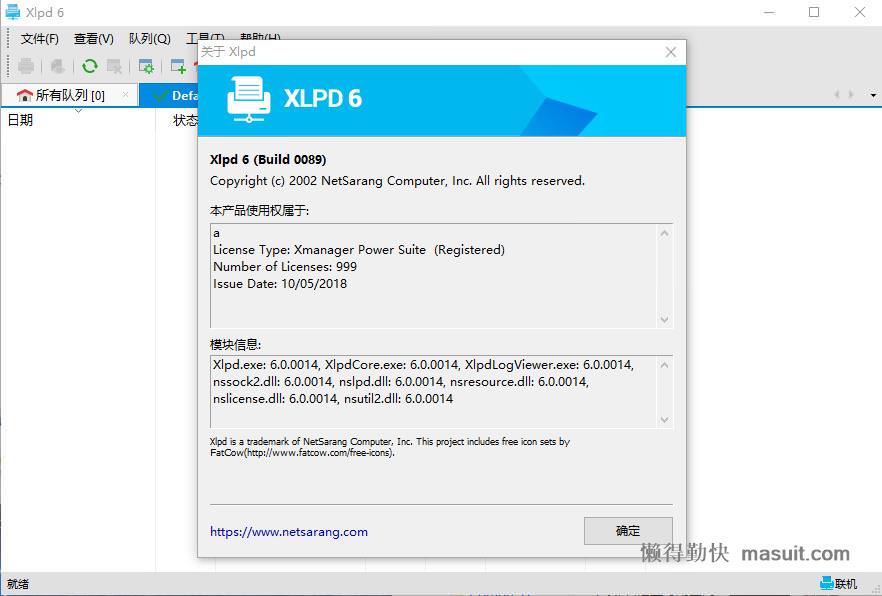 Xlpd 6
文件(F) 查看(V) 队列(Q) 工具(T) 帮助(H)
关于 Xlpd
所有队列 [0]
Defa
日期
状态
XLPD 6
Xlpd 6 (Build 0089)
Copyright (c) 2002 NetSarang Computer, Inc. All rights reserved.
本产品使用权属于:
a
License Type: Xmanager Power Suite  (Registered)
Number of Licenses: 999
Issue Date: 10/05/2018
模块信息:
Xlpd.exe: 6.0.0014, XlpdCore.exe: 6.0.0014, XlpdLogViewer.exe: 6.0.0014,
nssock2.dll: 6.0.0014, nslpd.dll: 6.0.0014, nsresource.dll: 6.0.0014,
nslicense.dll: 6.0.0014, nsutil2.dll: 6.0.0014
Xlpd is a trademark of NetSarang Computer, Inc. This project includes free icon sets by
FatCow(http://www.fatcow.com/free-icons).
https://www.netsarang.com
确定
懒得勤快 masuit.com
就绪
联机